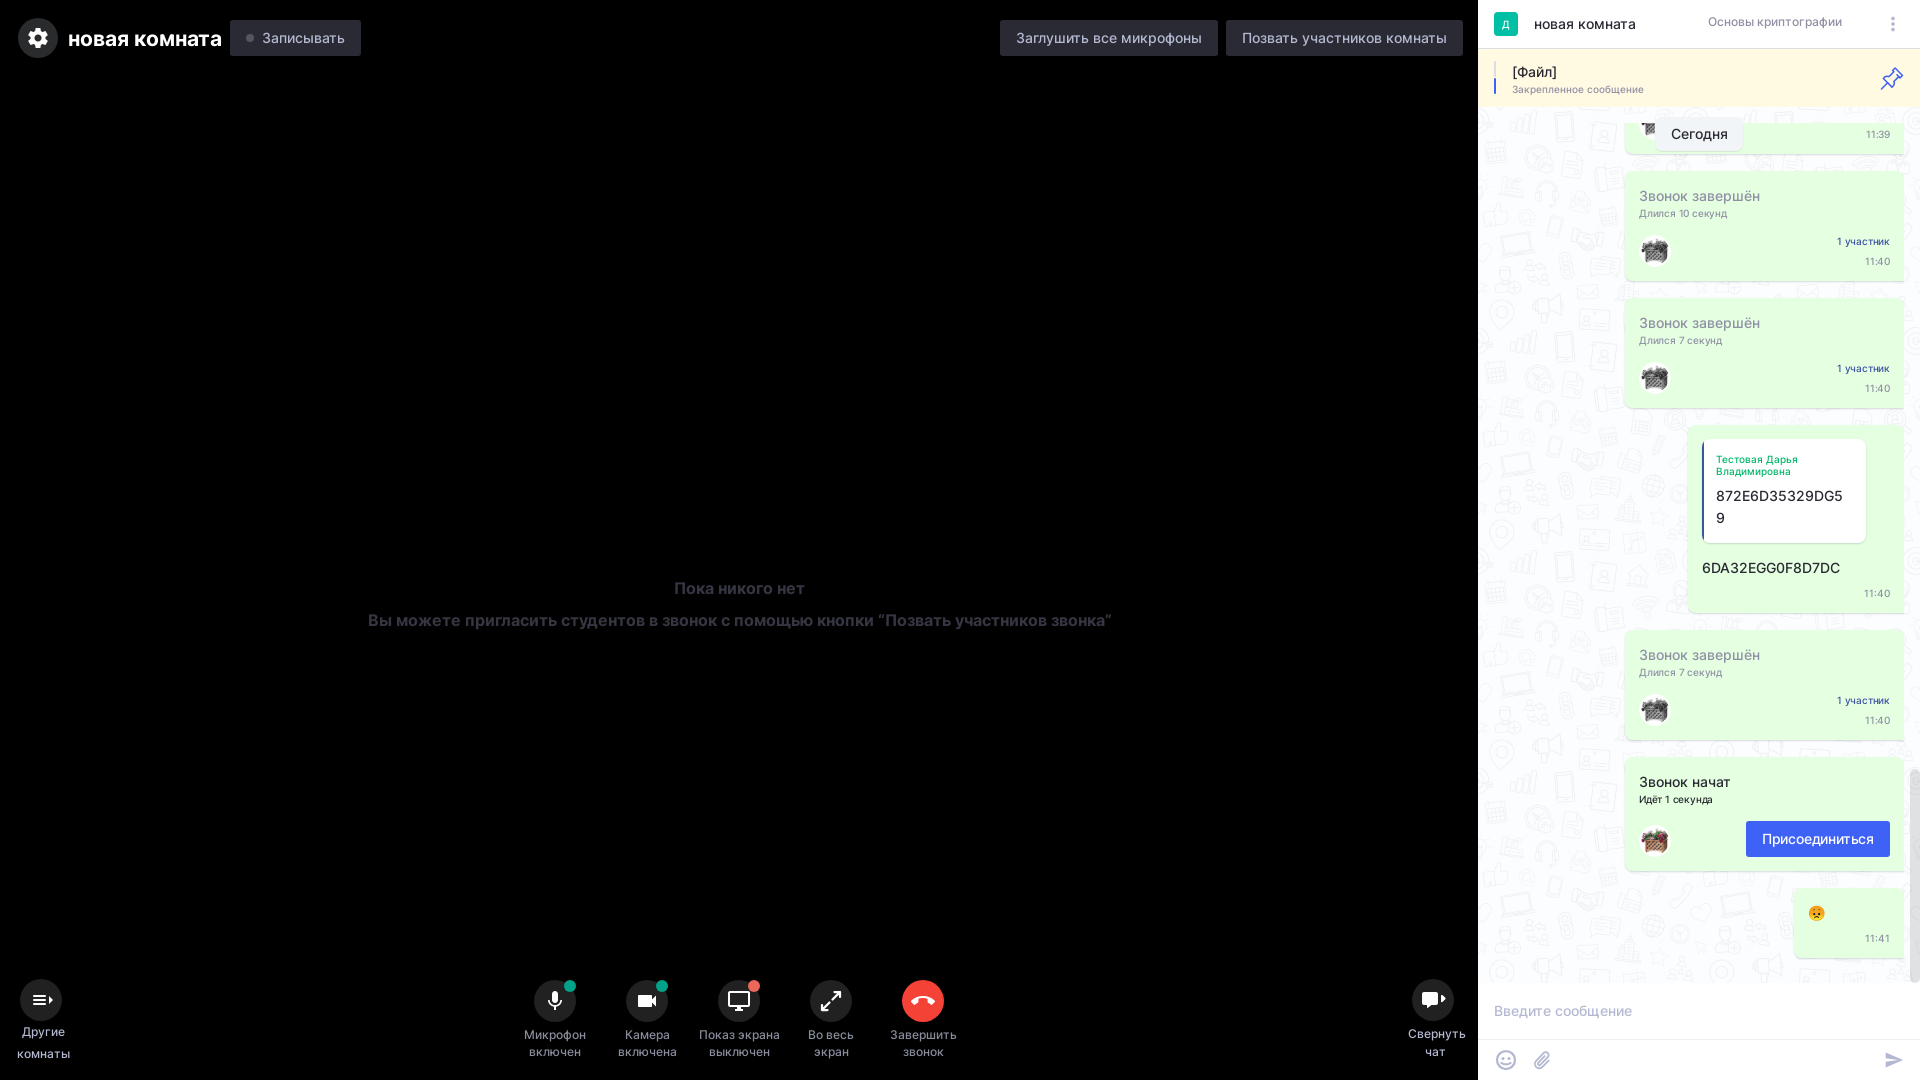 новая комната
Записывать
Заглушить все микрофоны
Позвать участников комнаты
Пока никого нет
Вы можете пригласить студентов в звонок с помощью кнопки “Позвать участников звонка”
Другие
комнаты
Микрофон
включен
Камера
включена
Показ экрана
выключен
Во весь
экран
Завершить
звонок
Свернуть
чат
Д
новая комната
Основы криптографии
[Файл]
Закрепленное сообщение
Сегодня
11:39
Звонок завершён
Длился 10 секунд
1 участник
11:40
Звонок завершён
Длился 7 секунд
1 участник
11:40
Тестовая Дарья
Владимировна
872E6D35329DG5
9
6DA32EGG0F8D7DC
11:40
Звонок завершён
Длился 7 секунд
1 участник
11:40
Звонок начат
Идёт 1 секунда
Присоединиться
11:41
Введите сообщение